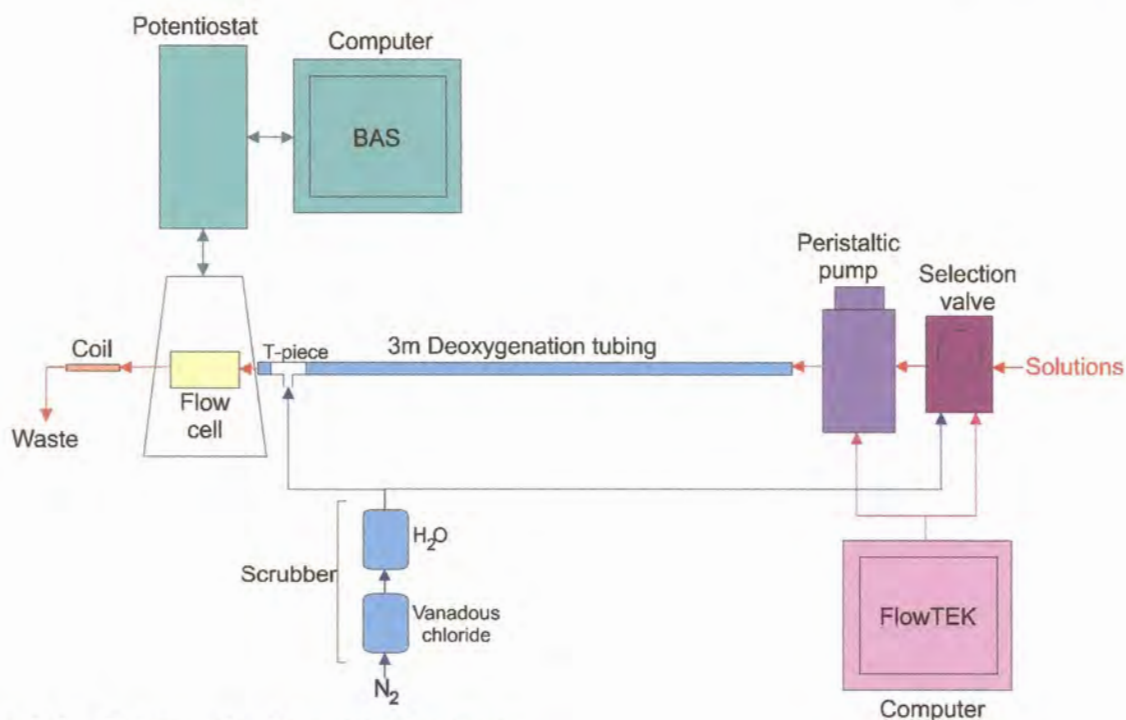 Potentiostat
Computer
BAS
Peristaltic
pump
Selection
valve
Coil
T-piece
3m Deoxygenation tubing
Solutions
Flow
cell
Waste
H₂O
Scrubber
Vanadous
chloride
N₂
FlowTEK
Computer